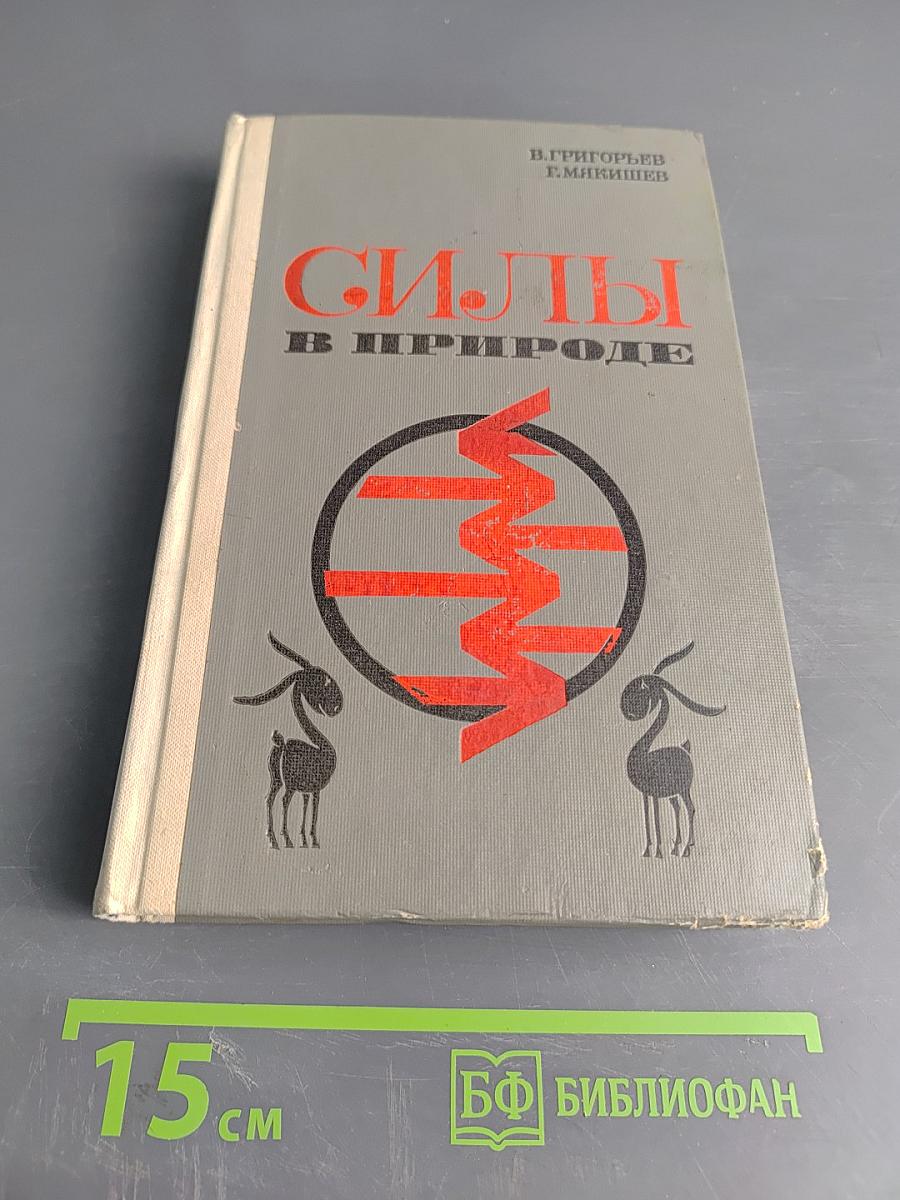 В.ГРИГОРЬЕВ
Г.МЯКИШЕВ
СИЛЫ
В ПРИРОДЕ
15 см
БФ БИБЛИОФАН